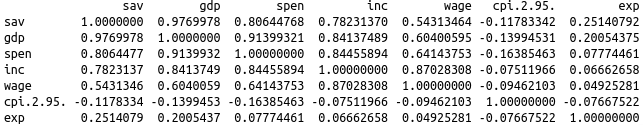 sav gdp spen inc wage cpi.2.95. exp
sav 1.0000000 0.9769978 0.80644768 0.78231370 0.54313464 -0.11783342 0.25140792
gdp 0.9769978 1.0000000 0.91399321 0.84137489 0.60400595 -0.13994531 0.20054375
spen 0.8064477 0.9139932 1.00000000 0.84455894 0.64143753 -0.16385463 0.07774461
inc 0.7823137 0.8413749 0.84455894 1.00000000 0.87028308 -0.07511966 0.06662658
wage 0.5431346 0.6040059 0.64143753 0.87028308 1.00000000 -0.09462103 0.04925281
cpi.2.95. -0.1178334 -0.1399453 -0.16385463 -0.07511966 -0.09462103 1.00000000 -0.07667522
exp 0.2514079 0.2005437 0.07774461 0.06662658 0.04925281 -0.07667522 1.00000000